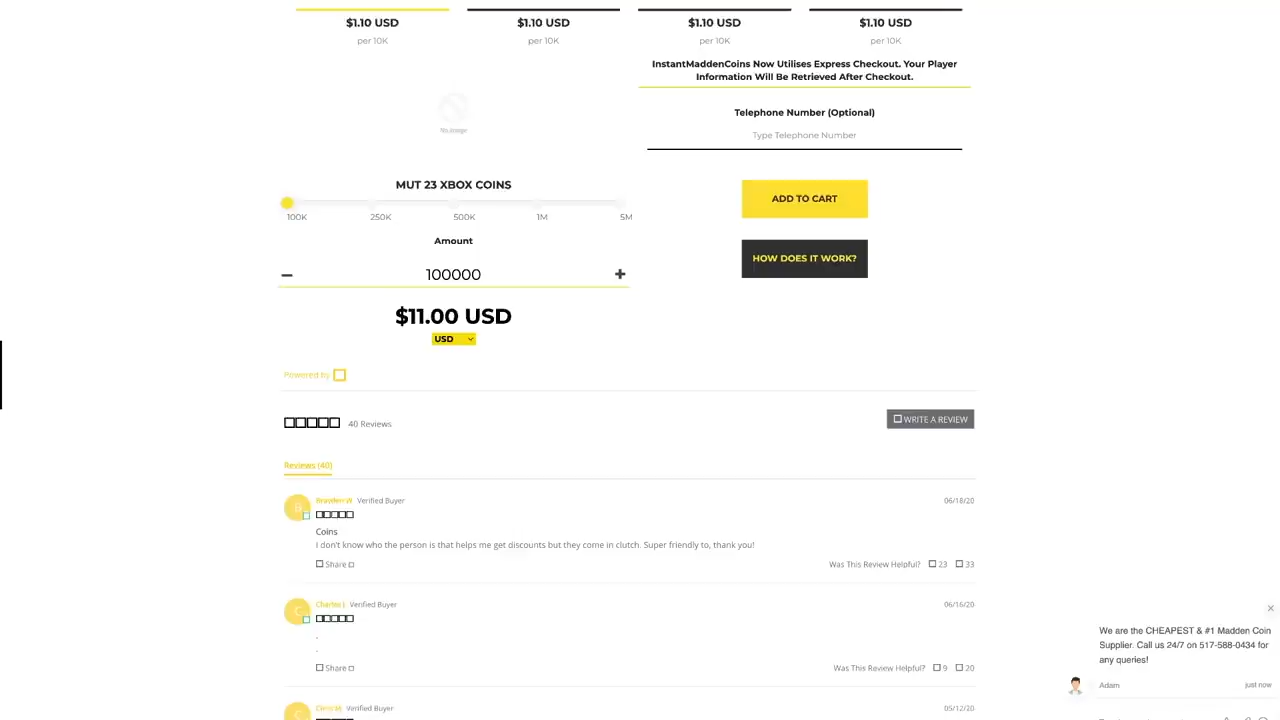 $1.10 USD $1.10 USD $1.10 USD $1.10 USD
per 10K per 10K per 10K per 10K
InstantMaddenCoins Now Utilises Express Checkout. Your Player
Information Will Be Retrieved After Checkout.
Telephone Number (Optional)
Type Telephone Number
No image
MUT 23 XBOX COINS
100K 250K 500K 1M 5M
Amount
100000
$11.00 USD
USD
ADD TO CART
HOW DOES IT WORK?
Powered by
40 Reviews
WRITE A REVIEW
Reviews (40)
B Brayden W. Verified Buyer 06/18/20
Coins
I don't know who the person is that helps me get discounts but they come in clutch. Super friendly to, thank you!
Share Was This Review Helpful? 23 33
C Charles J. Verified Buyer 06/16/20
.
.
Share Was This Review Helpful? 9 20
C Verified Buyer 05/12/20
We are the CHEAPEST & #1 Madden Coin
Supplier. Call us 24/7 on 517-588-0434 for
any queries!
Adam just now